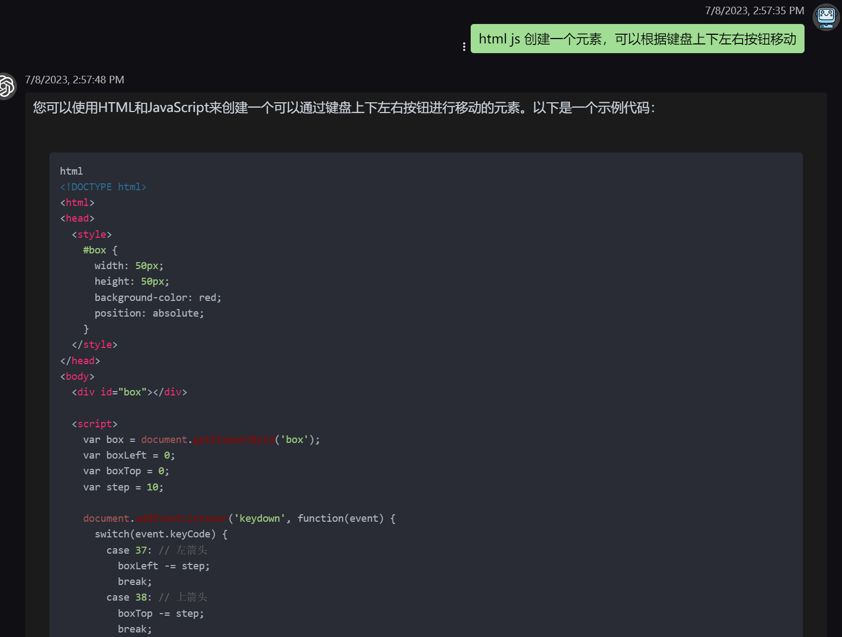 7/8/2023, 2:57:35 PM
html js 创建一个元素，可以根据键盘上下左右按钮移动
7/8/2023, 2:57:48 PM
您可以使用HTML和JavaScript来创建一个可以通过键盘上下左右按钮进行移动的元素。以下是一个示例代码：
html
<!DOCTYPE html>
<html>
<head>
  <style>
    #box {
      width: 50px;
      height: 50px;
      background-color: red;
      position: absolute;
    }
  </style>
</head>
<body>
  <div id="box"></div>
  <script>
    var box = document.getElementById('box');
    var boxLeft = 0;
    var boxTop = 0;
    var step = 10;
    document.addEventListener('keydown', function(event) {
      switch(event.keyCode) {
        case 37: // 左箭头
          boxLeft -= step;
          break;
        case 38: // 上箭头
          boxTop -= step;
          break;